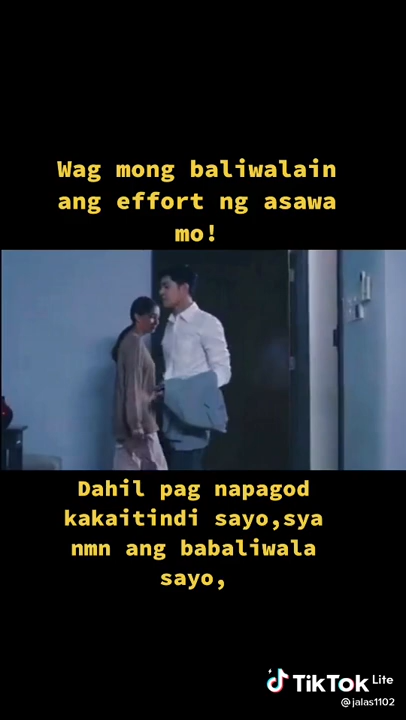 Wag mong baliwalain
ang effort ng asawa
mo!
Dahil pag napagod
kakaitindi sayo,sya
nmn ang babaliwala
sayo,
TikTok Lite
@jalas1102